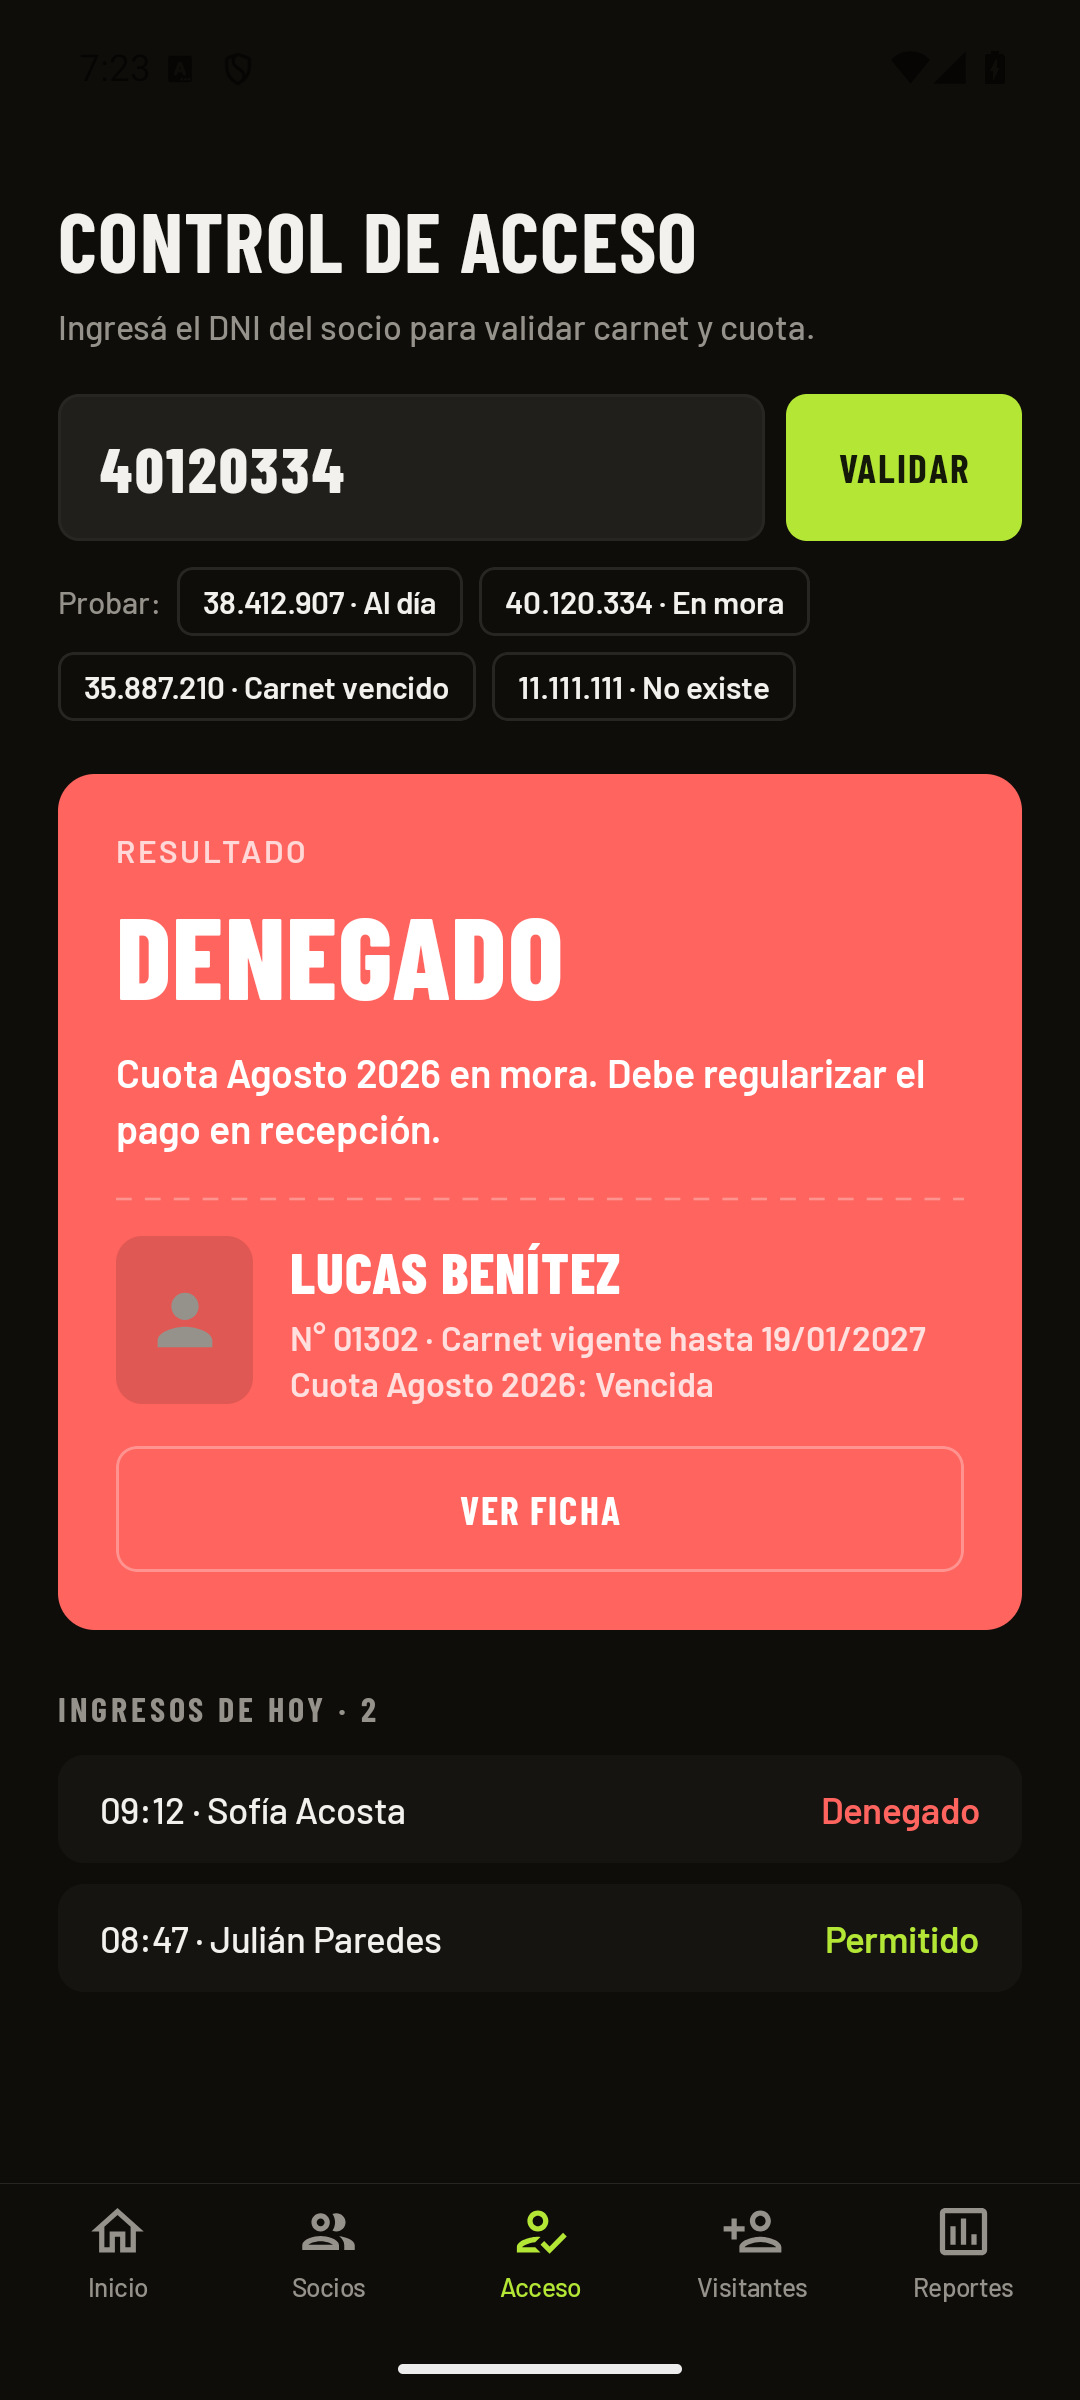 7:23
CONTROL DE ACCESO
Ingresá el DNI del socio para validar carnet y cuota.
40120334
VALIDAR
Probar:
38.412.907 · Al día
40.120.334 · En mora
35.887.210 · Carnet vencido
11.111.111 · No existe
RESULTADO
DENEGADO
Cuota Agosto 2026 en mora. Debe regularizar el
pago en recepción.
LUCAS BENÍTEZ
N° 01302 · Carnet vigente hasta 19/01/2027
Cuota Agosto 2026: Vencida
VER FICHA
INGRESOS DE HOY · 2
09:12 · Sofía Acosta
Denegado
08:47 · Julián Paredes
Permitido
Inicio
Socios
Acceso
Visitantes
Reportes